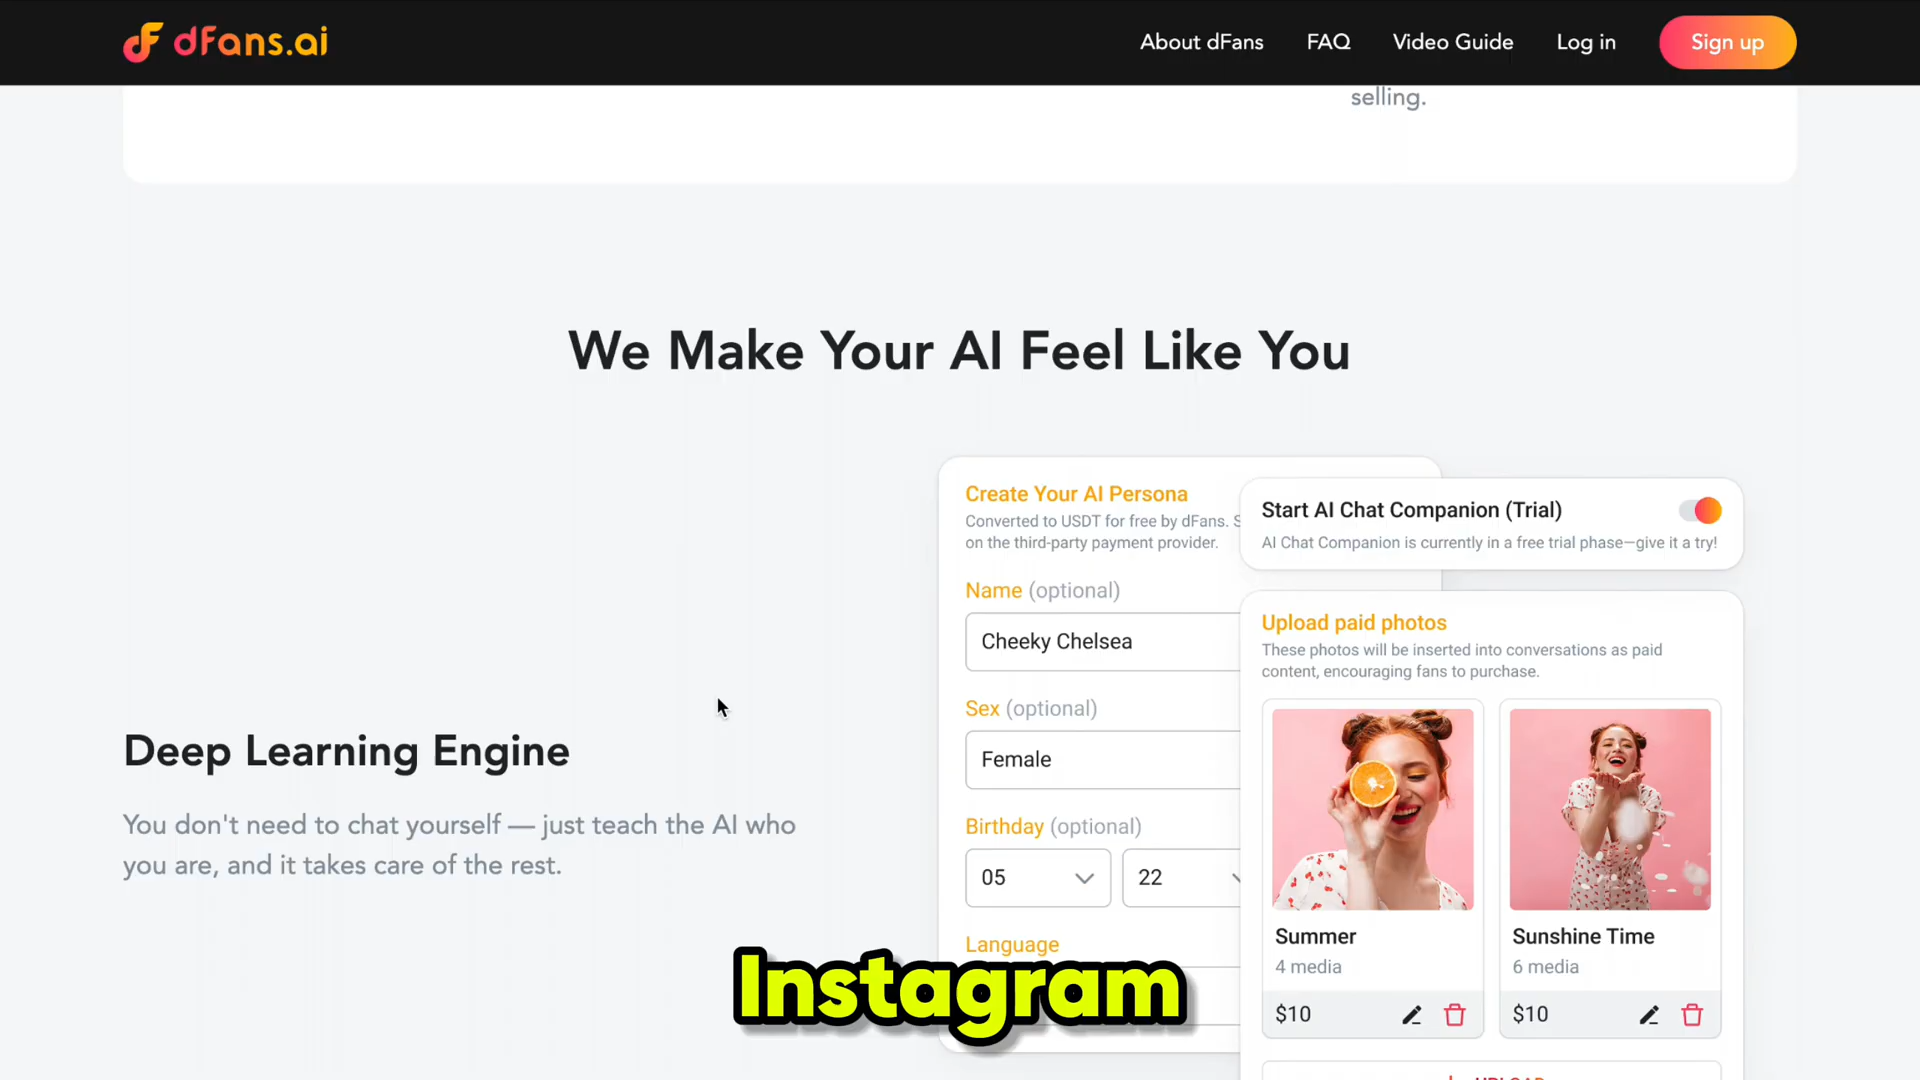 dFans.ai
About dFans
FAQ
Video Guide
Log in
Sign up
selling.
We Make Your AI Feel Like You
Deep Learning Engine
You don't need to chat yourself — just teach the AI who
you are, and it takes care of the rest.
Create Your AI Persona
Converted to USDT for free by dFans. S
on the third-party payment provider.
Name (optional)
Cheeky Chelsea
Sex (optional)
Female
Birthday (optional)
05
22
Language
Start AI Chat Companion (Trial)
AI Chat Companion is currently in a free trial phase—give it a try!
Upload paid photos
These photos will be inserted into conversations as paid
content, encouraging fans to purchase.
Summer
4 media
$10
Sunshine Time
6 media
$10
UPLOAD
Instagram